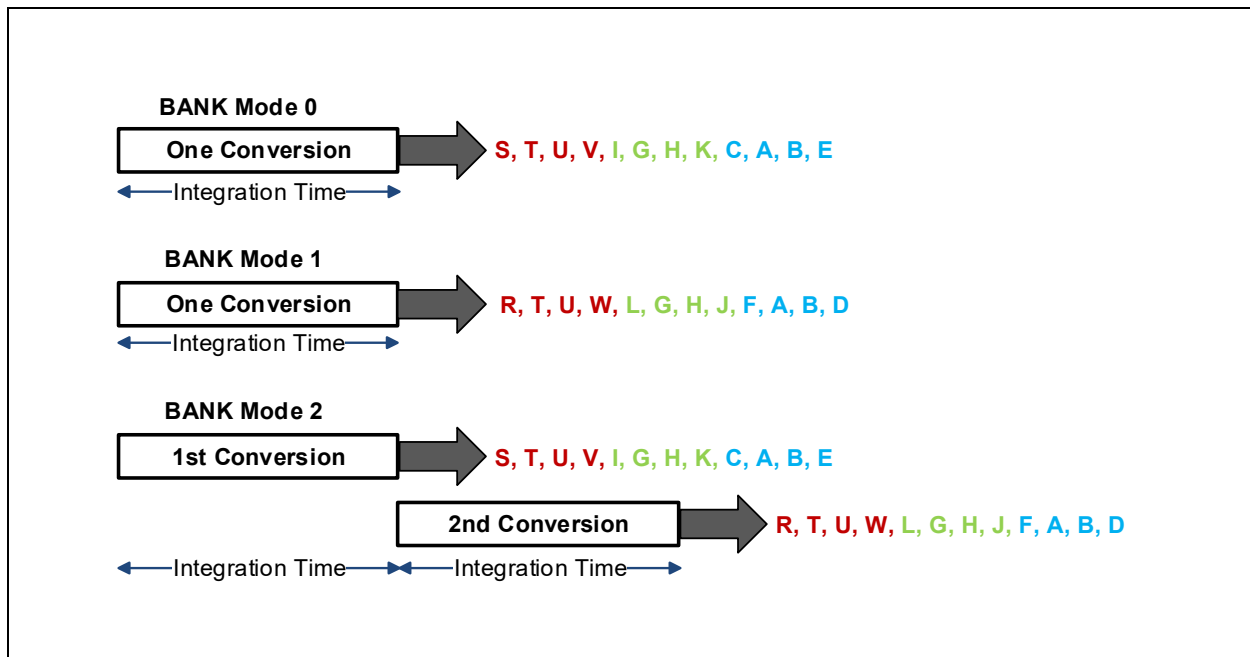 BANK Mode 0
One Conversion
S, T, U, V, I, G, H, K, C, A, B, E
Integration Time
BANK Mode 1
One Conversion
R, T, U, W, L, G, H, J, F, A, B, D
Integration Time
BANK Mode 2
1st Conversion
S, T, U, V, I, G, H, K, C, A, B, E
2nd Conversion
R, T, U, W, L, G, H, J, F, A, B, D
Integration Time
Integration Time